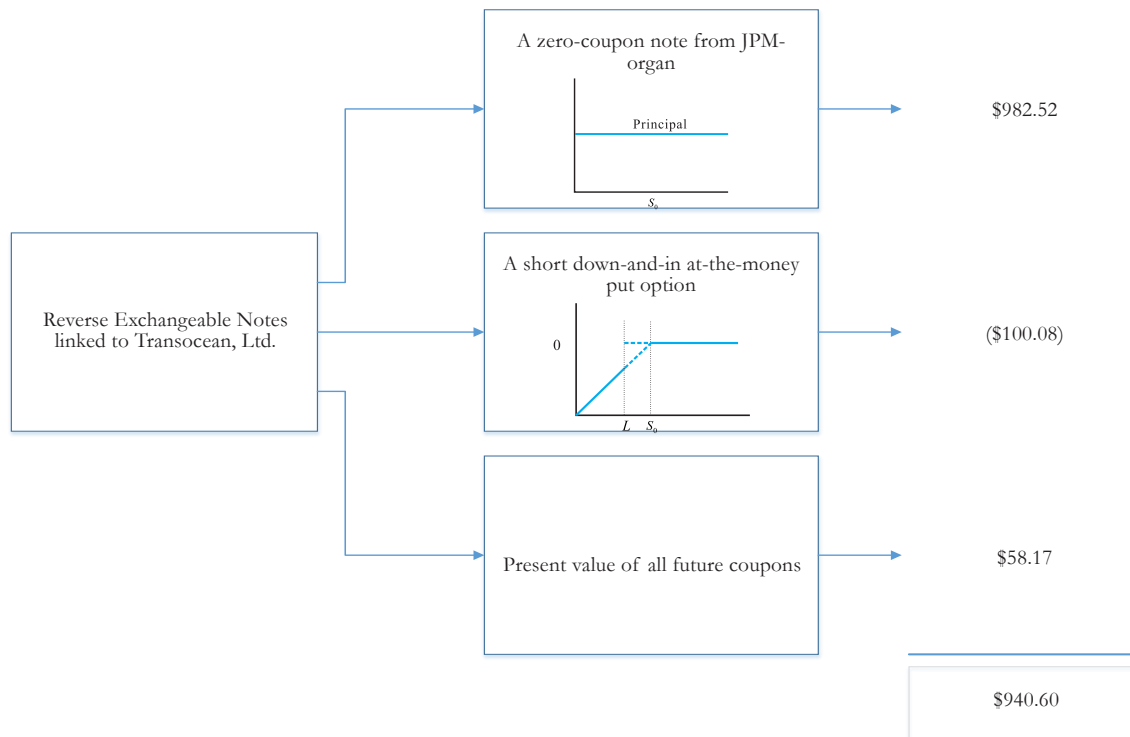 A zero-coupon note from JPM-
organ
Principal
S₀
$982.52
Reverse Exchangeable Notes
linked to Transocean, Ltd.
A short down-and-in at-the-money
put option
0
L S₀
($100.08)
Present value of all future coupons
$58.17
$940.60